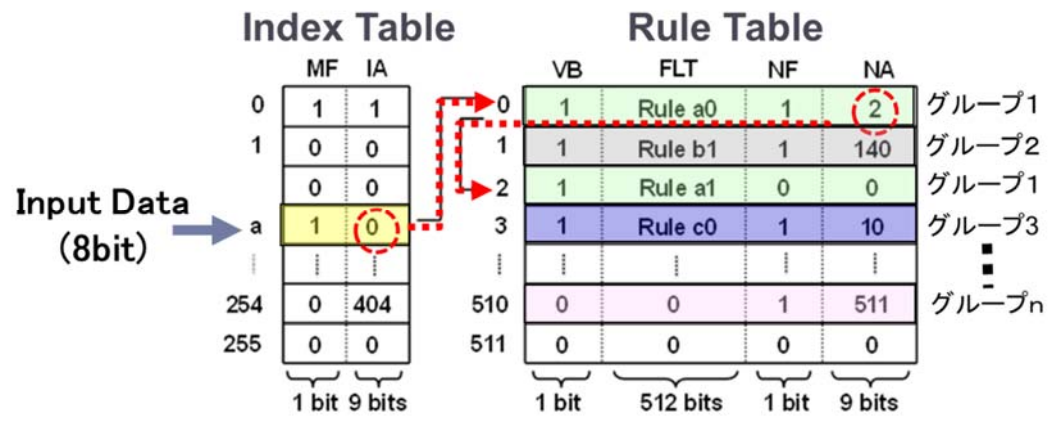 Index Table Rule Table
MF IA VB FLT NF NA
0 1 1 0 1 Rule a0 1 2 グループ1
1 0 0 1 1 Rule b1 1 140 グループ2
0 0 2 1 Rule a1 0 0 グループ1
Input Data
(8bit)
a 1 0 3 1 Rule c0 1 10 グループ3
254 0 404 510 0 0 1 511 グループn
255 0 0 511 0 0 0 0
1 bit 9 bits 1 bit 512 bits 1 bit 9 bits